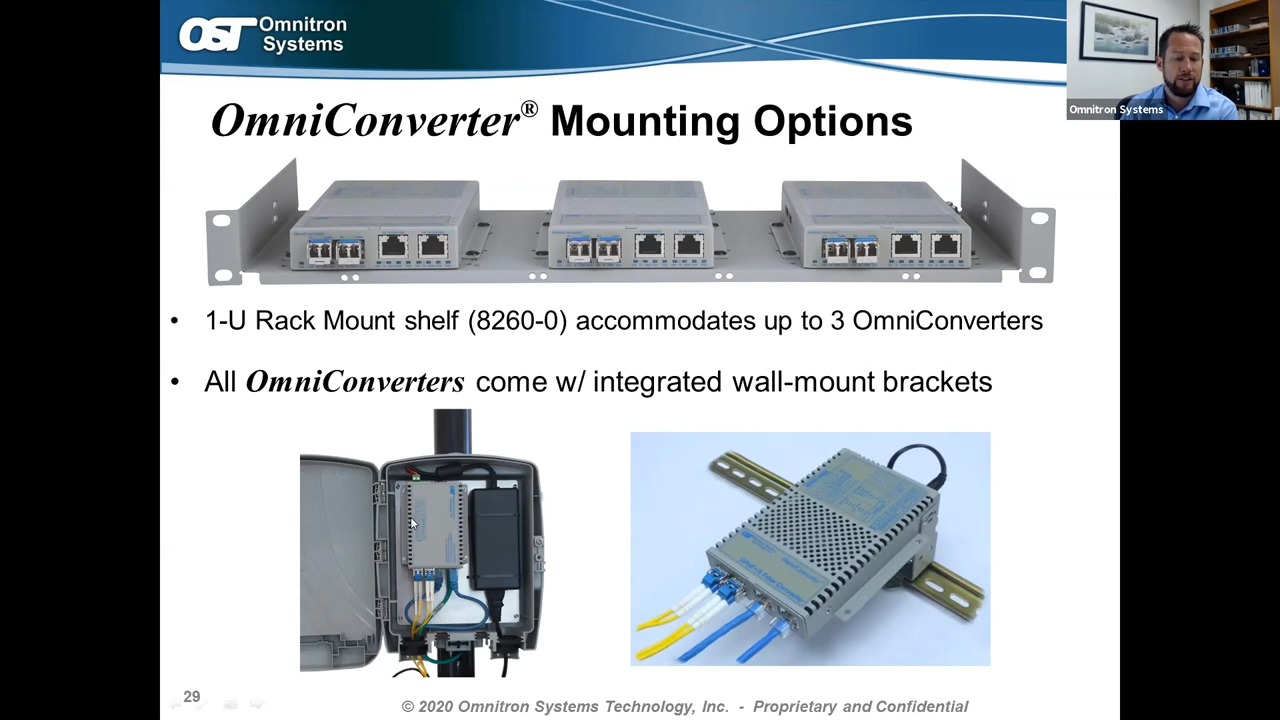 OST Omnitron
Systems
Omnitron Systems
OmniConverter® Mounting Options
• 1-U Rack Mount shelf (8260-0) accommodates up to 3 OmniConverters
• All OmniConverters come w/ integrated wall-mount brackets
29
© 2020 Omnitron Systems Technology, Inc. - Proprietary and Confidential